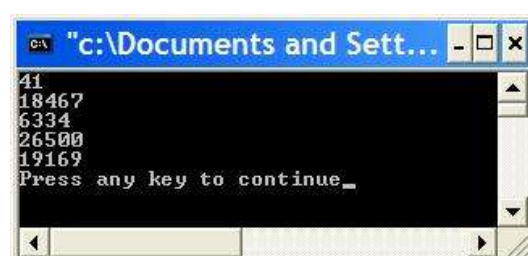 "c:\Documents and Sett...
41
18467
6334
26500
19169
Press any key to continue_